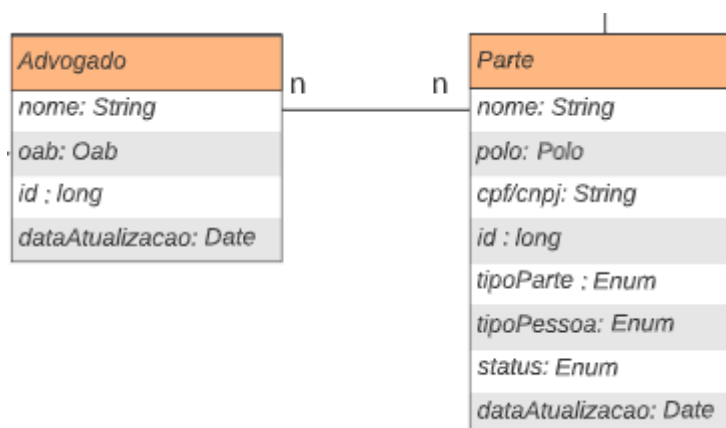 Advogado
nome: String
oab: Oab
id : long
dataAtualizacao: Date
n
n
Parte
nome: String
polo: Polo
cpf/cnpj: String
id : long
tipoParte : Enum
tipoPessoa: Enum
status: Enum
dataAtualizacao: Date